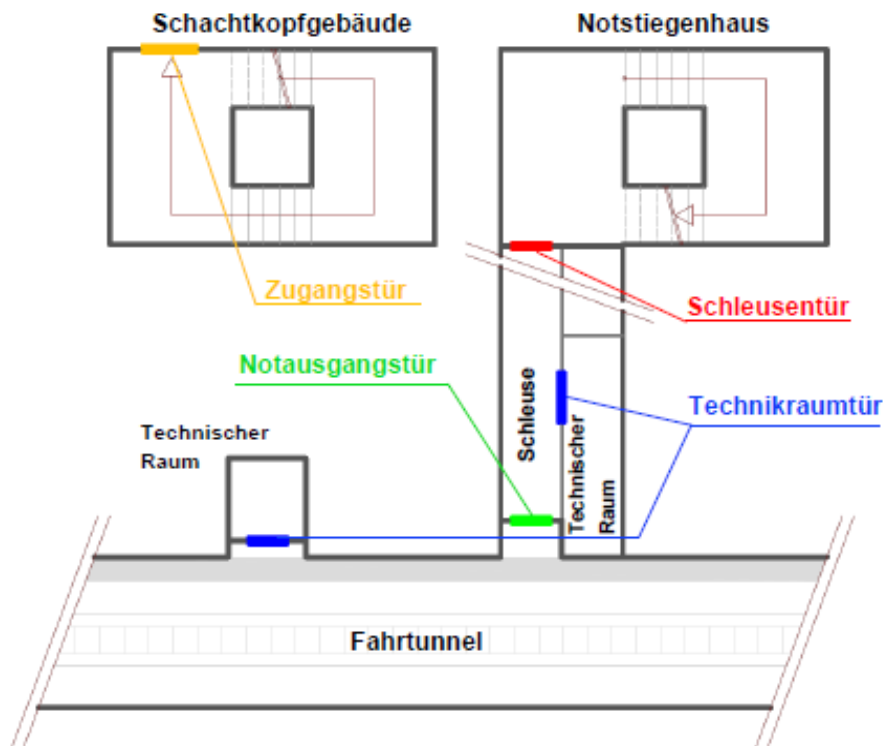 Schachtkopfgebäude
Notstiegenhaus
Zugangstür
Schleusentür
Notausgangstür
Technikraumtür
Schleuse
Technischer
Raum
Technischer
Raum
Fahrtunnel